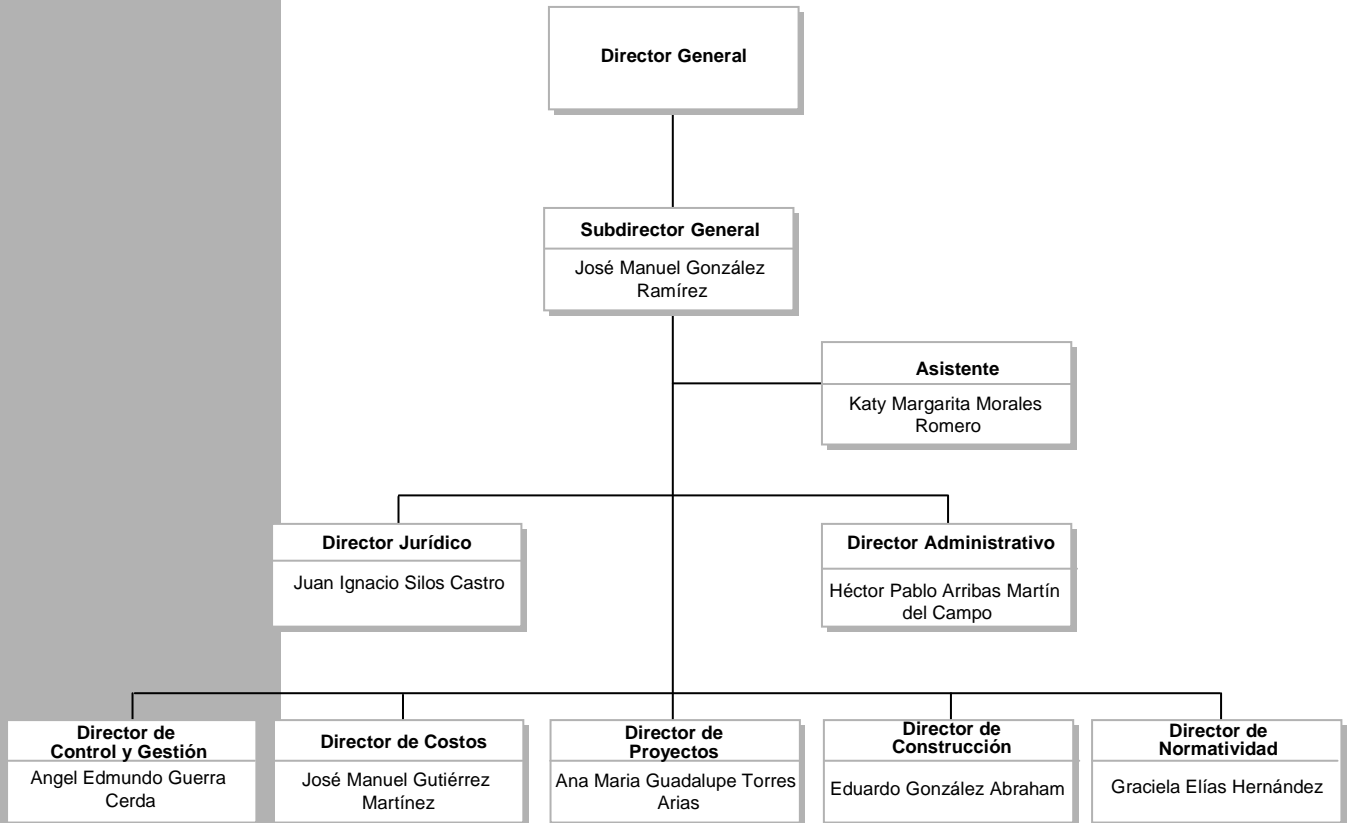 Director General
Subdirector General
José Manuel González
Ramírez
Asistente
Katy Margarita Morales
Romero
Director Jurídico
Juan Ignacio Silos Castro
Director Administrativo
Héctor Pablo Arribas Martín
del Campo
Director de
Control y Gestión
Angel Edmundo Guerra
Cerda
Director de Costos
José Manuel Gutiérrez
Martínez
Director de
Proyectos
Ana Maria Guadalupe Torres
Arias
Director de
Construcción
Eduardo González Abraham
Director de
Normatividad
Graciela Elías Hernández